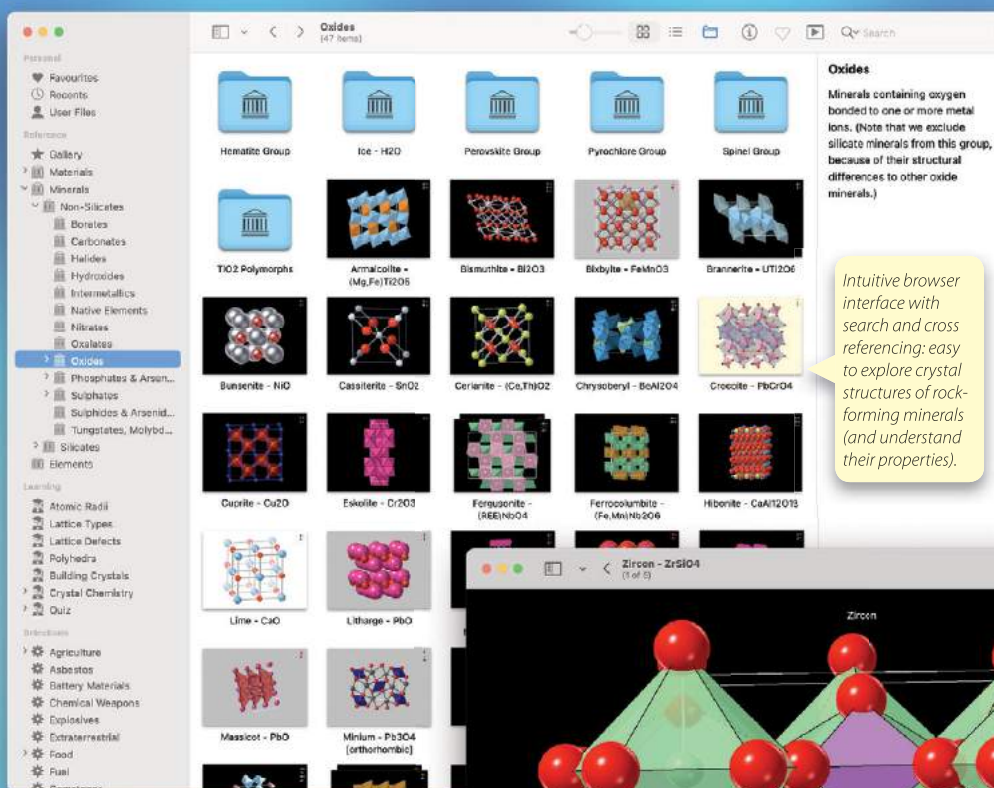 Oxides
(47 items)
Search
Personal
Favourites
Recents
User Files
Reference
Gallery
Materials
Minerals
Non-Silicates
Borates
Carbonates
Halides
Hydroxides
Intermetallics
Native Elements
Nitrates
Oxalates
Oxides
Phosphates & Arsen...
Sulphates
Sulphides & Arsenid...
Tungstates, Molybd...
Silicates
Elements
Learning
Atomic Radii
Lattice Types
Lattice Defects
Polyhedra
Building Crystals
Crystal Chemistry
Quiz
Selections
Agriculture
Asbestos
Battery Materials
Chemical Weapons
Explosives
Extraterrestrial
Food
Fuel
Hematite Group
Ice - H2O
Perovskite Group
Pyrochlore Group
Spinel Group
TiO2 Polymorphs
Armalcolite -
(Mg,Fe)Ti2O5
Bismuthite - Bi2O3
Bixbyite - FeMnO3
Brannerite - UTi2O6
Bunsenite - NiO
Cassiterite - SnO2
Cerianite - (Ce,Th)O2
Chrysoberyl - BeAl2O4
Crocoite - PbCrO4
Cuprite - Cu2O
Eskolite - Cr2O3
Fergusonite -
(REE)NbO4
Ferrocolumbite -
(Fe,Mn)Nb2O6
Hibonite - CaAl12O19
Lime - CaO
Litharge - PbO
Massicot - PbO
Minium - Pb3O4
(orthorhombic)
Oxides
Minerals containing oxygen
bonded to one or more metal
ions. (Note that we exclude
silicate minerals from this group,
because of their structural
differences to other oxide
minerals.)
Intuitive browser
interface with
search and cross
referencing: easy
to explore crystal
structures of rock-
forming minerals
(and understand
their properties).
Zircon - ZrSiO4
(1 of 5)
Zircon